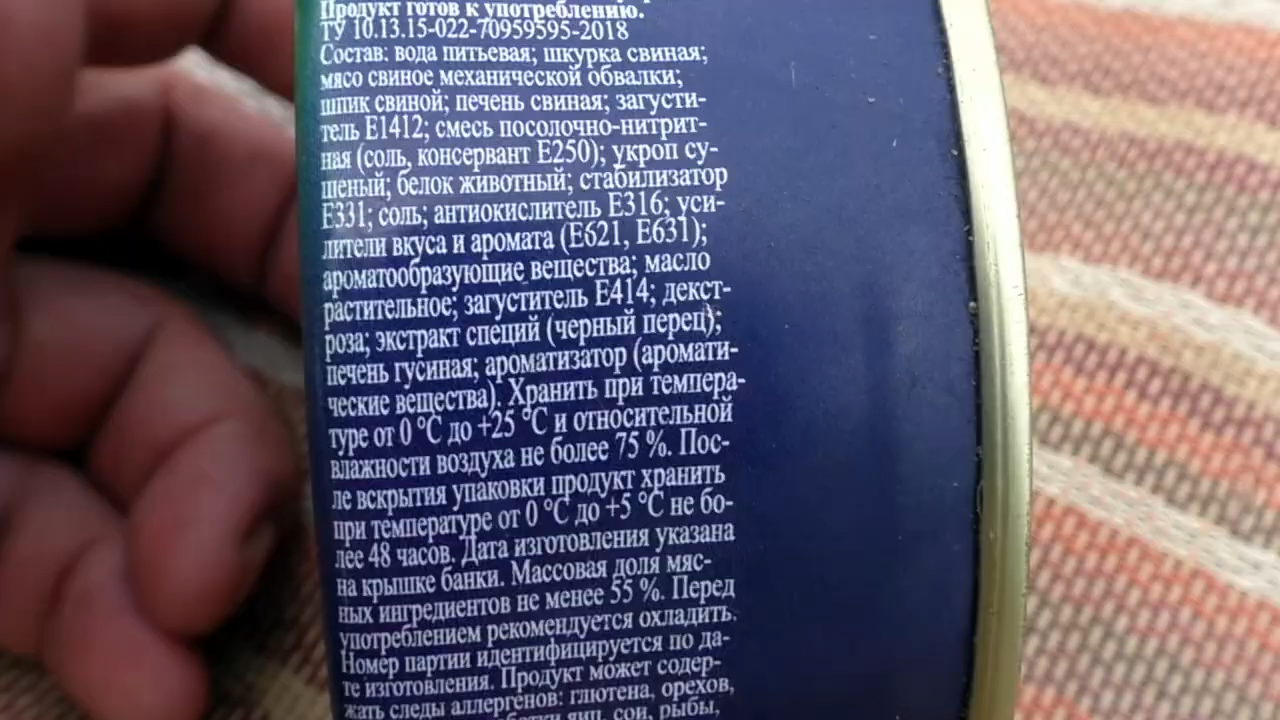 Продукт готов к употреблению.
ТУ 10.13.15-022-70959595-2018
Состав: вода питьевая; шкурка свиная;
мясо свиное механической обвалки;
шпик свиной; печень свиная; загусти-
тель Е1412; смесь посолочно-нитрит-
ная (соль, консервант Е250); укроп су-
шеный; белок животный; стабилизатор
Е331; соль; антиокислитель Е316; уси-
лители вкуса и аромата (Е621, Е631);
ароматообразующие вещества; масло
растительное; загуститель Е414; декст-
роза; экстракт специй (черный перец);
печень гусиная; ароматизатор (аромати-
ческие вещества). Хранить при темпера-
туре от 0 °С до +25 °С и относительной
влажности воздуха не более 75 %. Пос-
ле вскрытия упаковки продукт хранить
при температуре от 0 °С до +5 °С не бо-
лее 48 часов. Дата изготовления указана
на крышке банки. Массовая доля мяс-
ных ингредиентов не менее 55 %. Перед
употреблением рекомендуется охладить.
Номер партии идентифицируется по да-
те изготовления. Продукт может содер-
жать следы аллергенов: глютена, орехов,
яиц, сои, рыбы,